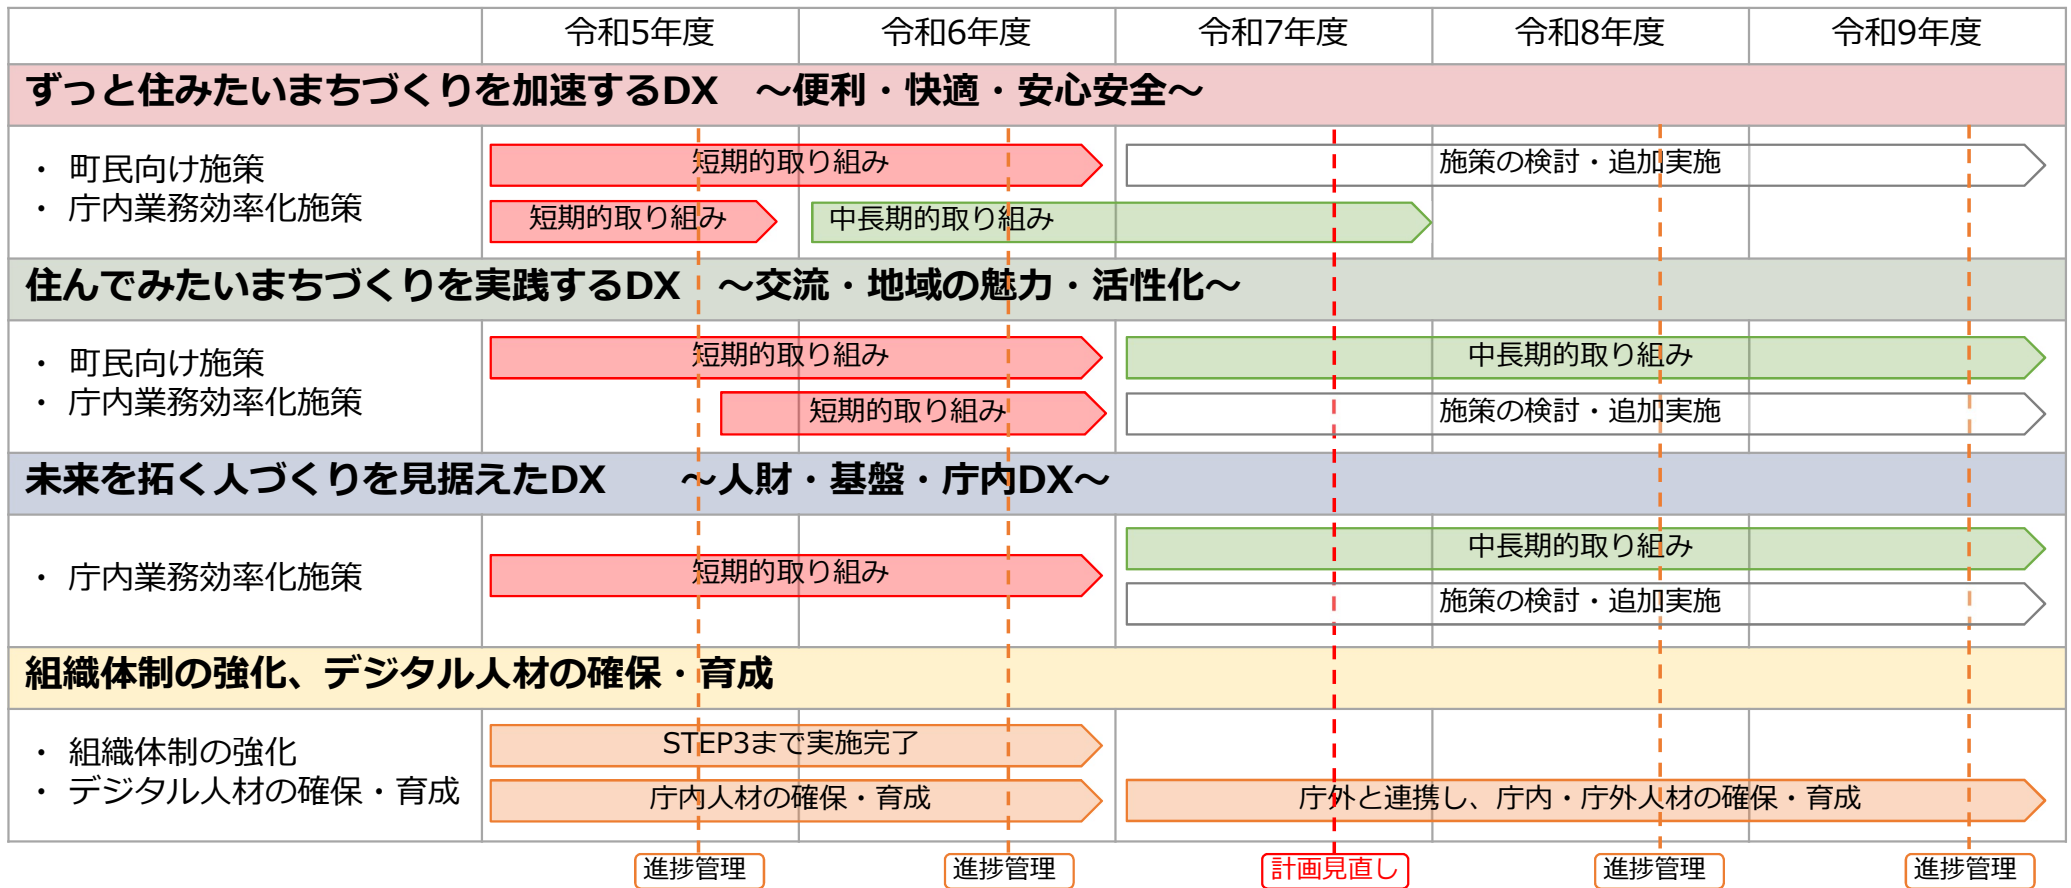 令和5年度
令和6年度
令和7年度
令和8年度
令和9年度
ずっと住みたいまちづくりを加速するDX　～便利・快適・安心安全～
・ 町民向け施策
・ 庁内業務効率化施策
短期的取り組み
施策の検討・追加実施
短期的取り組み
中長期的取り組み
住んでみたいまちづくりを実践するDX　～交流・地域の魅力・活性化～
・ 町民向け施策
・ 庁内業務効率化施策
短期的取り組み
中長期的取り組み
短期的取り組み
施策の検討・追加実施
未来を拓く人づくりを見据えたDX　　～人財・基盤・庁内DX～
・ 庁内業務効率化施策
短期的取り組み
中長期的取り組み
施策の検討・追加実施
組織体制の強化、デジタル人材の確保・育成
・ 組織体制の強化
・ デジタル人材の確保・育成
STEP3まで実施完了
庁内人材の確保・育成
庁外と連携し、庁内・庁外人材の確保・育成
進捗管理
進捗管理
計画見直し
進捗管理
進捗管理